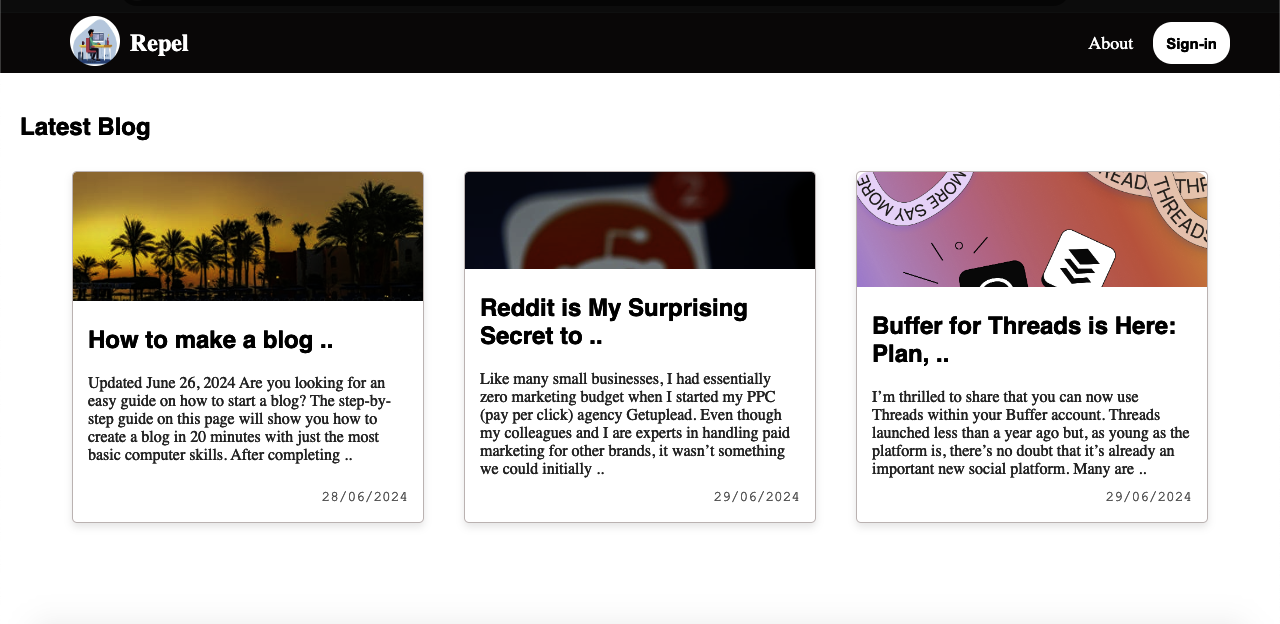 Repel
About
Sign-in
Latest Blog
How to make a blog ..
Updated June 26, 2024 Are you looking for an
easy guide on how to start a blog? The step-by-
step guide on this page will show you how to
create a blog in 20 minutes with just the most
basic computer skills. After completing ..
28/06/2024
2
Reddit is My Surprising
Secret to ..
Like many small businesses, I had essentially
zero marketing budget when I started my PPC
(pay per click) agency Getuplead. Even though
my colleagues and I are experts in handling paid
marketing for other brands, it wasn’t something
we could initially ..
29/06/2024
MORE SAY MORE
THREADS
Buffer for Threads is Here:
Plan, ..
I’m thrilled to share that you can now use
Threads within your Buffer account. Threads
launched less than a year ago but, as young as the
platform is, there’s no doubt that it’s already an
important new social platform. Many are ..
29/06/2024